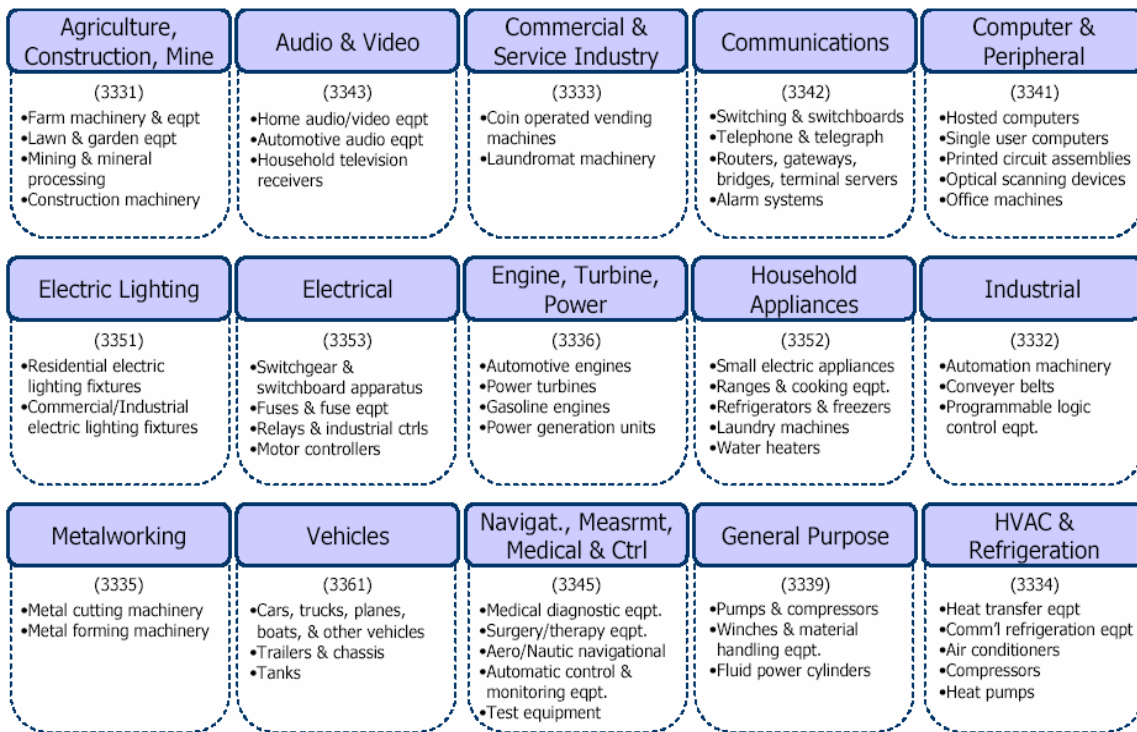 Agriculture,
Construction, Mine
(3331)
•Farm machinery & eqpt
•Lawn & garden eqpt
•Mining & mineral
processing
•Construction machinery
Audio & Video
(3343)
•Home audio/video eqpt
•Automotive audio eqpt
•Household television
receivers
Commercial &
Service Industry
(3333)
•Coin operated vending
machines
•Laundromat machinery
Communications
(3342)
•Switching & switchboards
•Telephone & telegraph
•Routers, gateways,
bridges, terminal servers
•Alarm systems
Computer &
Peripheral
(3341)
•Hosted computers
•Single user computers
•Printed circuit assemblies
•Optical scanning devices
•Office machines
Electric Lighting
(3351)
•Residential electric
lighting fixtures
•Commercial/Industrial
electric lighting fixtures
Electrical
(3353)
•Switchgear &
switchboard apparatus
•Fuses & fuse eqpt
•Relays & industrial ctrls
•Motor controllers
Engine, Turbine,
Power
(3336)
•Automotive engines
•Power turbines
•Gasoline engines
•Power generation units
Household
Appliances
(3352)
•Small electric appliances
•Ranges & cooking eqpt.
•Refrigerators & freezers
•Laundry machines
•Water heaters
Industrial
(3332)
•Automation machinery
•Conveyer belts
•Programmable logic
control eqpt.
Metalworking
(3335)
•Metal cutting machinery
•Metal forming machinery
Vehicles
(3361)
•Cars, trucks, planes,
boats, & other vehicles
•Trailers & chassis
•Tanks
Navigat., Measrmt,
Medical & Ctrl
(3345)
•Medical diagnostic eqpt.
•Surgery/therapy eqpt.
•Aero/Nautic navigational
•Automatic control &
monitoring eqpt.
•Test equipment
General Purpose
(3339)
•Pumps & compressors
•Winches & material
handling eqpt.
•Fluid power cylinders
HVAC &
Refrigeration
(3334)
•Heat transfer eqpt
•Comm'l refrigeration eqpt
•Air conditioners
•Compressors
•Heat pumps